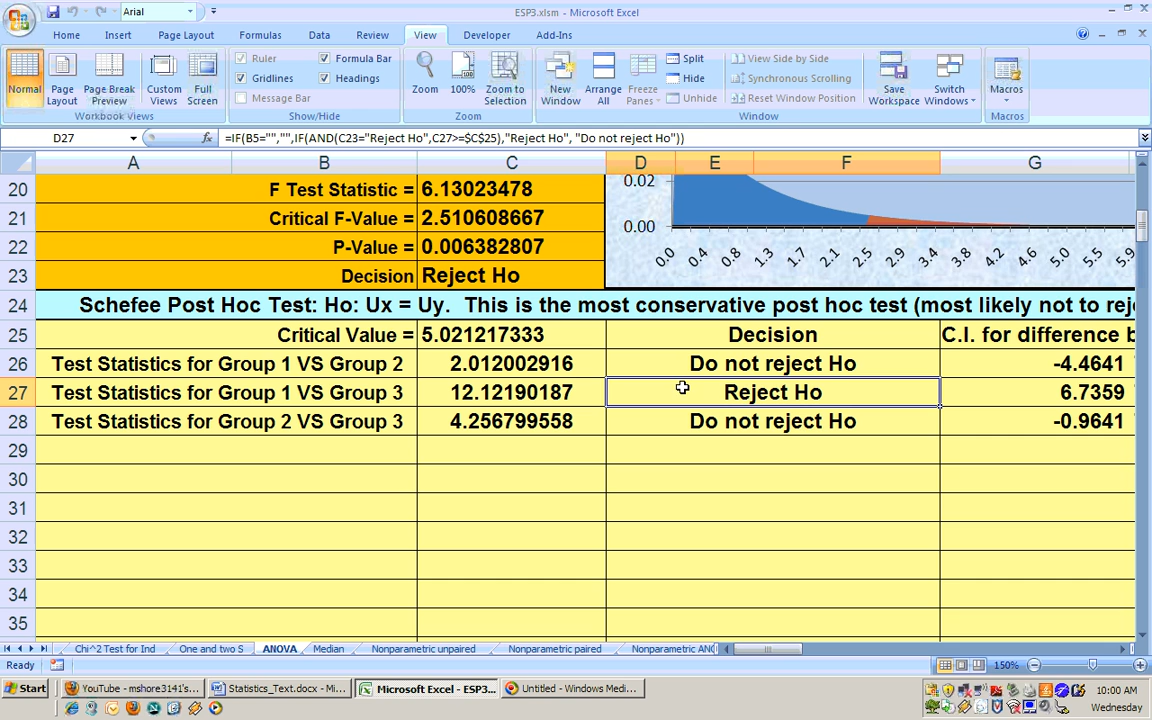 Arial 12 ESP3.xlsm - Microsoft Excel
Home Insert Page Layout Formulas Data Review View Developer Add-Ins
Ruler Formula Bar Split View Side by Side
Gridlines Headings Hide Synchronous Scrolling
Message Bar Unhide Reset Window Position
Normal Page Layout Page Break Preview Custom Views Full Screen Zoom 100% Zoom to Selection New Window Arrange All Freeze Panes Save Workspace Switch Windows Macros
Workbook Views Show/Hide Zoom Window Macros
D27 fx =IF(B5="","",IF(AND(C23="Reject Ho",C27>=$C$25),"Reject Ho", "Do not reject Ho"))
A B C D E F G
20 F Test Statistic = 6.13023478 0.02
21 Critical F-Value = 2.510608667 0.00
22 P-Value = 0.006382807
0.0 0.4 0.8 1.3 1.7 2.1 2.5 2.9 3.4 3.8 4.2 4.6 5.0 5.5 5.9
23 Decision Reject Ho
24 Schefee Post Hoc Test: Ho: Ux = Uy. This is the most conservative post hoc test (most likely not to reje
25 Critical Value = 5.021217333 Decision C.I. for difference b
26 Test Statistics for Group 1 VS Group 2 2.012002916 Do not reject Ho -4.4641
27 Test Statistics for Group 1 VS Group 3 12.12190187 Reject Ho 6.7359
28 Test Statistics for Group 2 VS Group 3 4.256799558 Do not reject Ho -0.9641
29
30
31
32
33
34
35
Chi^2 Test for Ind One and two S ANOVA Median Nonparametric unpaired Nonparametric paired Nonparametric ANO
Ready 150%
Start YouTube - mshore3141's... Statistics_Text.docx - Mi... Microsoft Excel - ESP3... Untitled - Windows Medi... 10:00 AM
Wednesday